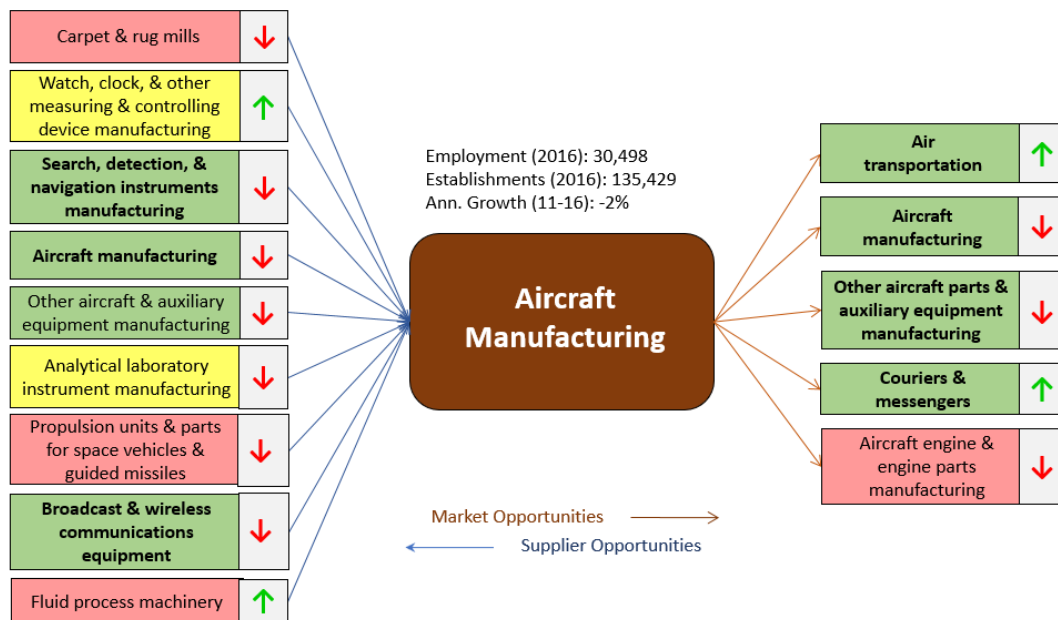 Carpet & rug mills
Watch, clock, & other
measuring & controlling
device manufacturing
Search, detection, &
navigation instruments
manufacturing
Aircraft manufacturing
Other aircraft & auxiliary
equipment manufacturing
Analytical laboratory
instrument manufacturing
Propulsion units & parts
for space vehicles &
guided missiles
Broadcast & wireless
communications
equipment
Fluid process machinery
Employment (2016): 30,498
Establishments (2016): 135,429
Ann. Growth (11-16): -2%
Aircraft
Manufacturing
Market Opportunities
Supplier Opportunities
Air
transportation
Aircraft
manufacturing
Other aircraft parts &
auxiliary equipment
manufacturing
Couriers &
messengers
Aircraft engine &
engine parts
manufacturing